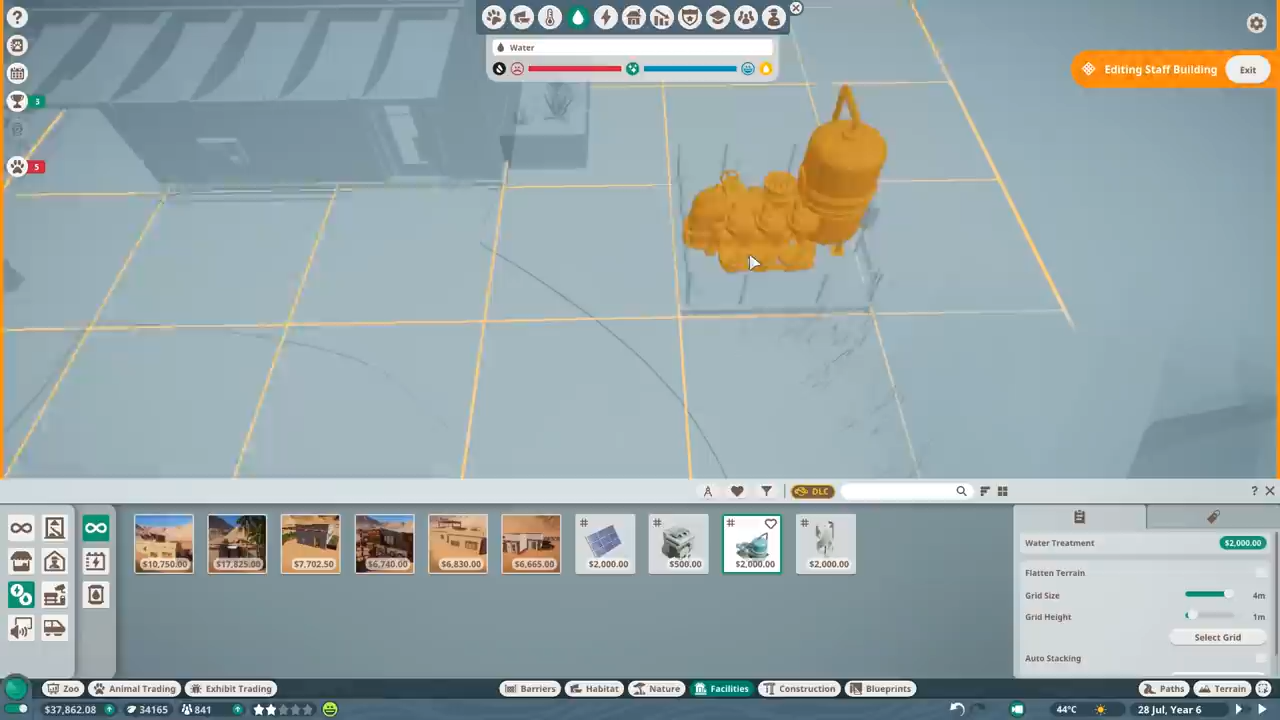 ?
Water
Editing Staff Building
Exit
3
5
DLC
?
$10,750.00
$17,825.00
$7,702.50
$6,740.00
$6,830.00
$6,665.00
#
$2,000.00
#
$500.00
#
$2,000.00
#
$2,000.00
Water Treatment
$2,000.00
Flatten Terrain
Grid Size
4m
Grid Height
1m
Select Grid
Auto Stacking
Zoo
Animal Trading
Exhibit Trading
Barriers
Habitat
Nature
Facilities
Construction
Blueprints
Paths
Terrain
$37,862.08
34165
841
44°C
28 Jul, Year 6